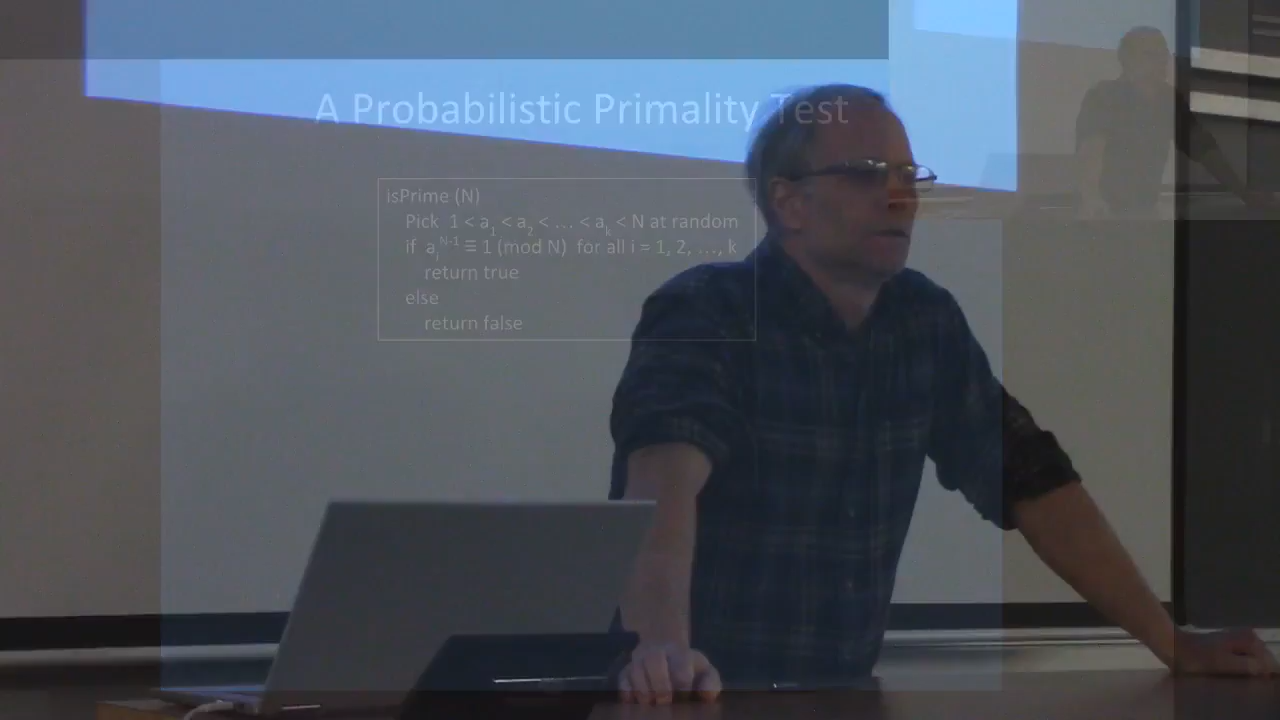 A Probabilistic Primality Test
isPrime (N)
Pick 1 < a₁ < a₂ < … < aₖ < N at random
if aᵢᴺ⁻¹ ≡ 1 (mod N) for all i = 1, 2, …, k
return true
else
return false